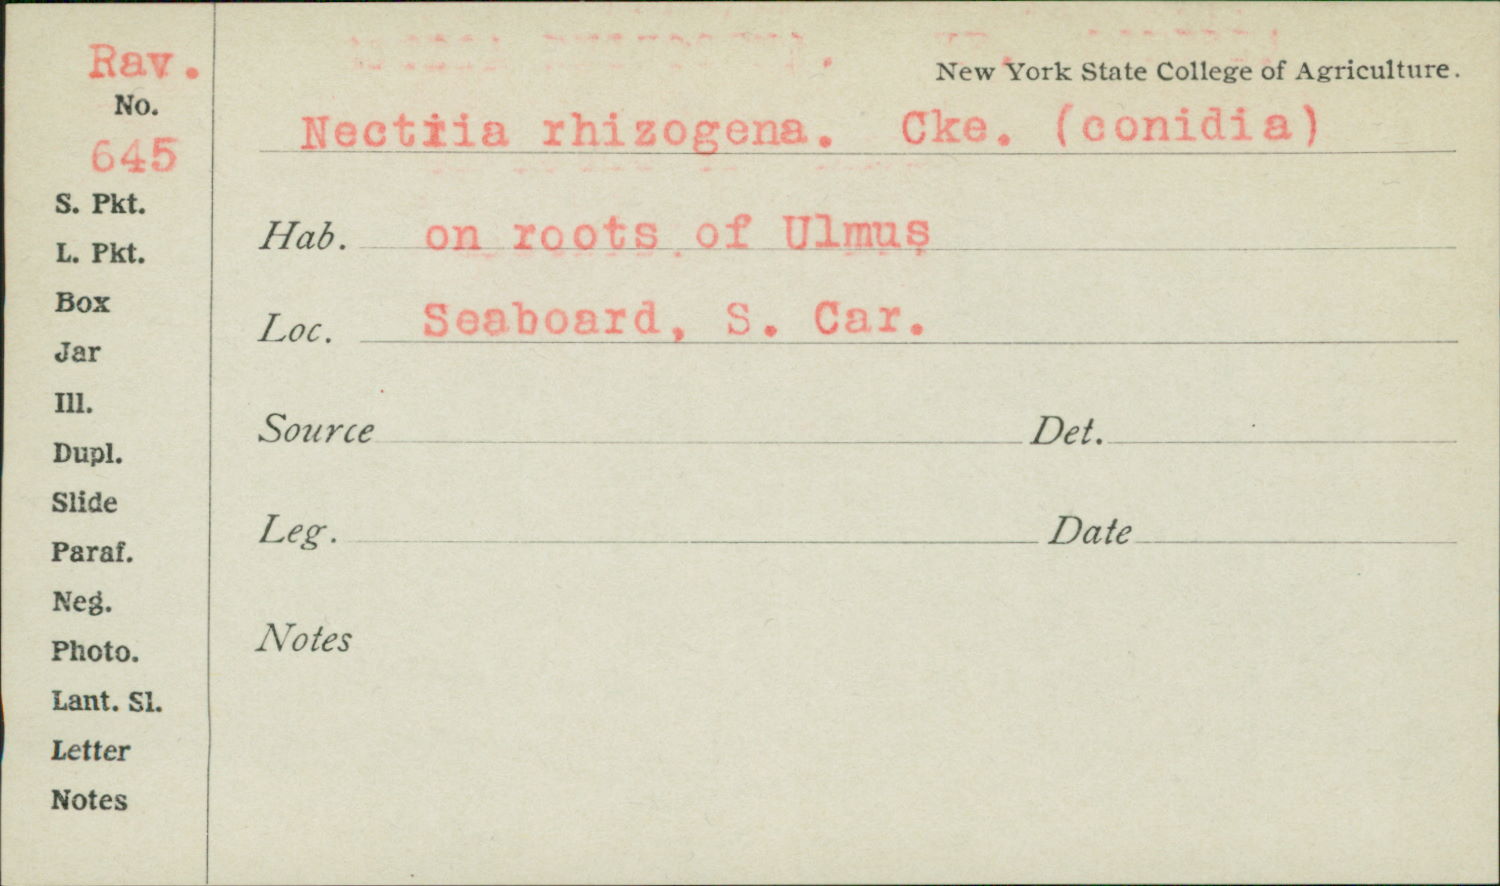 Rav.
New York State College of Agriculture.
No.
Nectria rhizogena. Cke. (conidia)
645
S. Pkt.
Hab. on roots of Ulmus
L. Pkt.
Box
Loc. Seaboard, S. Car.
Jar
Ill.
Source Det.
Dupl.
Slide
Leg. Date
Paraf.
Neg.
Notes
Photo.
Lant. Sl.
Letter
Notes